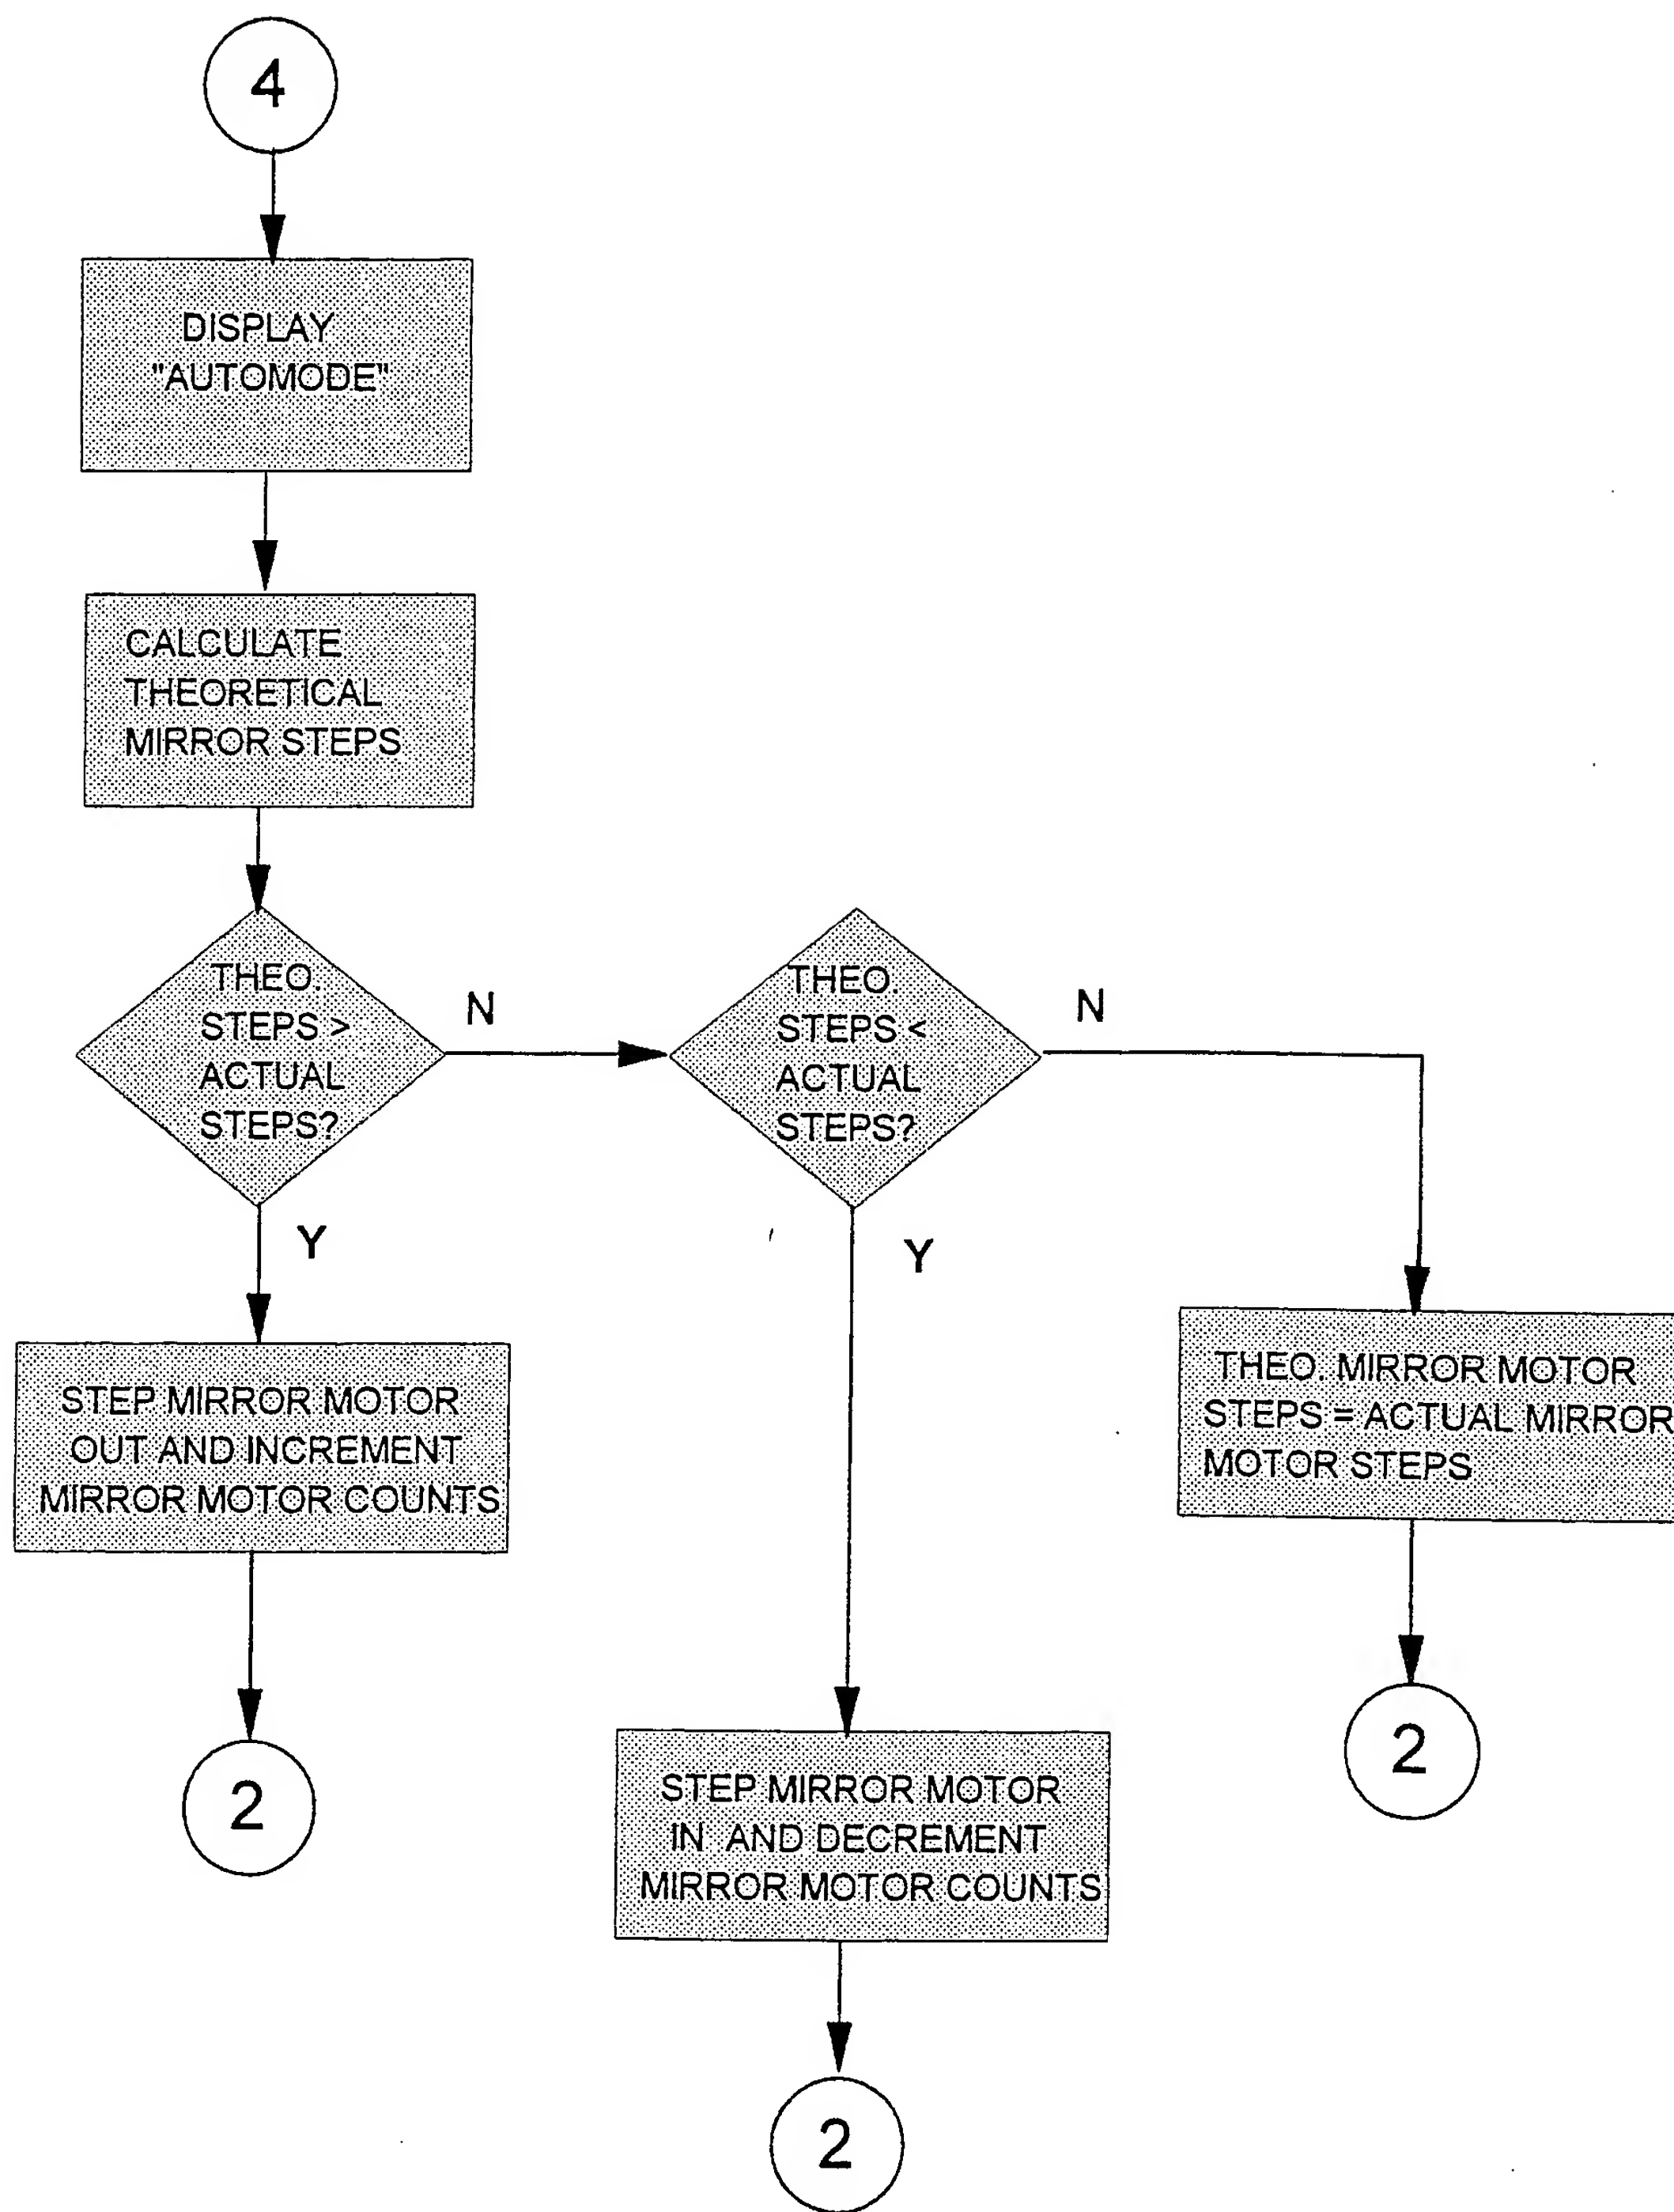 4
DISPLAY
"AUTOMODE"
CALCULATE
THEORETICAL
MIRROR STEPS
THEO.
STEPS >
ACTUAL
STEPS?
N
THEO.
STEPS <
ACTUAL
STEPS?
N
Y
Y
STEP MIRROR MOTOR
OUT AND INCREMENT
MIRROR MOTOR COUNTS
THEO. MIRROR MOTOR
STEPS = ACTUAL MIRROR
MOTOR STEPS
2
STEP MIRROR MOTOR
IN AND DECREMENT
MIRROR MOTOR COUNTS
2
2